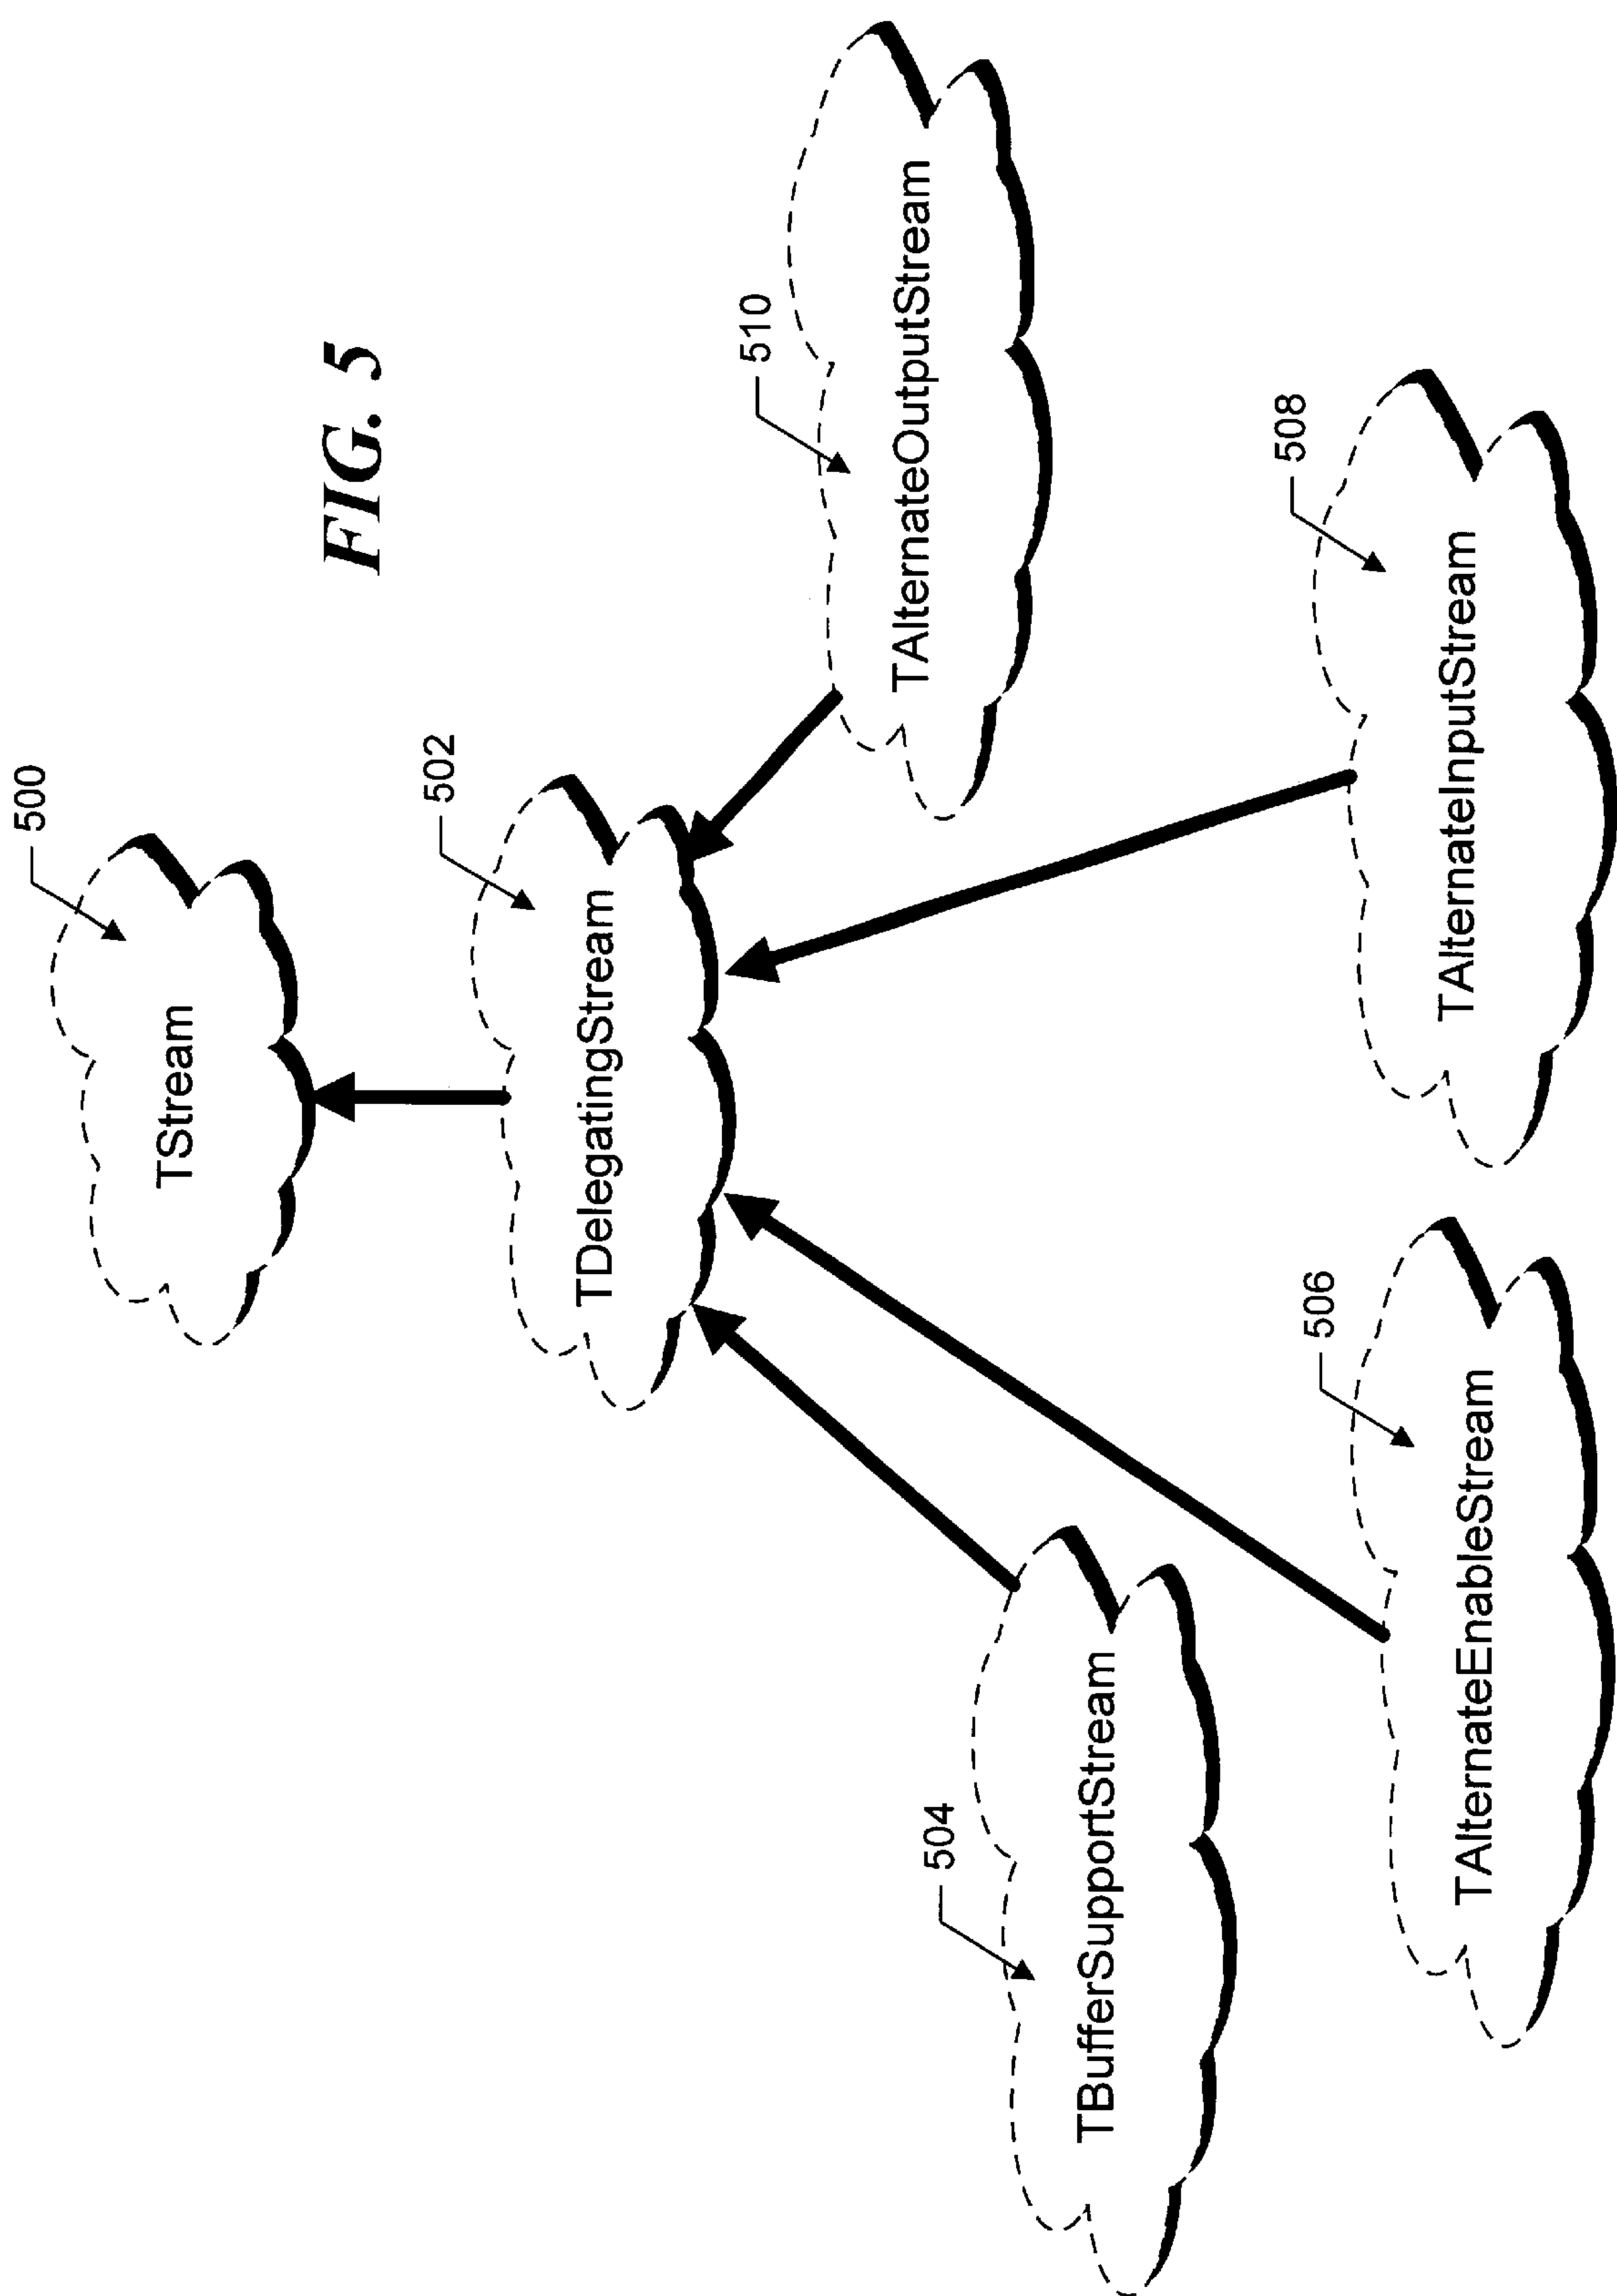 500
TStream
FIG. 5
502
TDelegatingStream
510
TAlternateOutputStream
504
TBufferSupportStream
508
TAlternateInputStream
506
TAlternateEnableStream